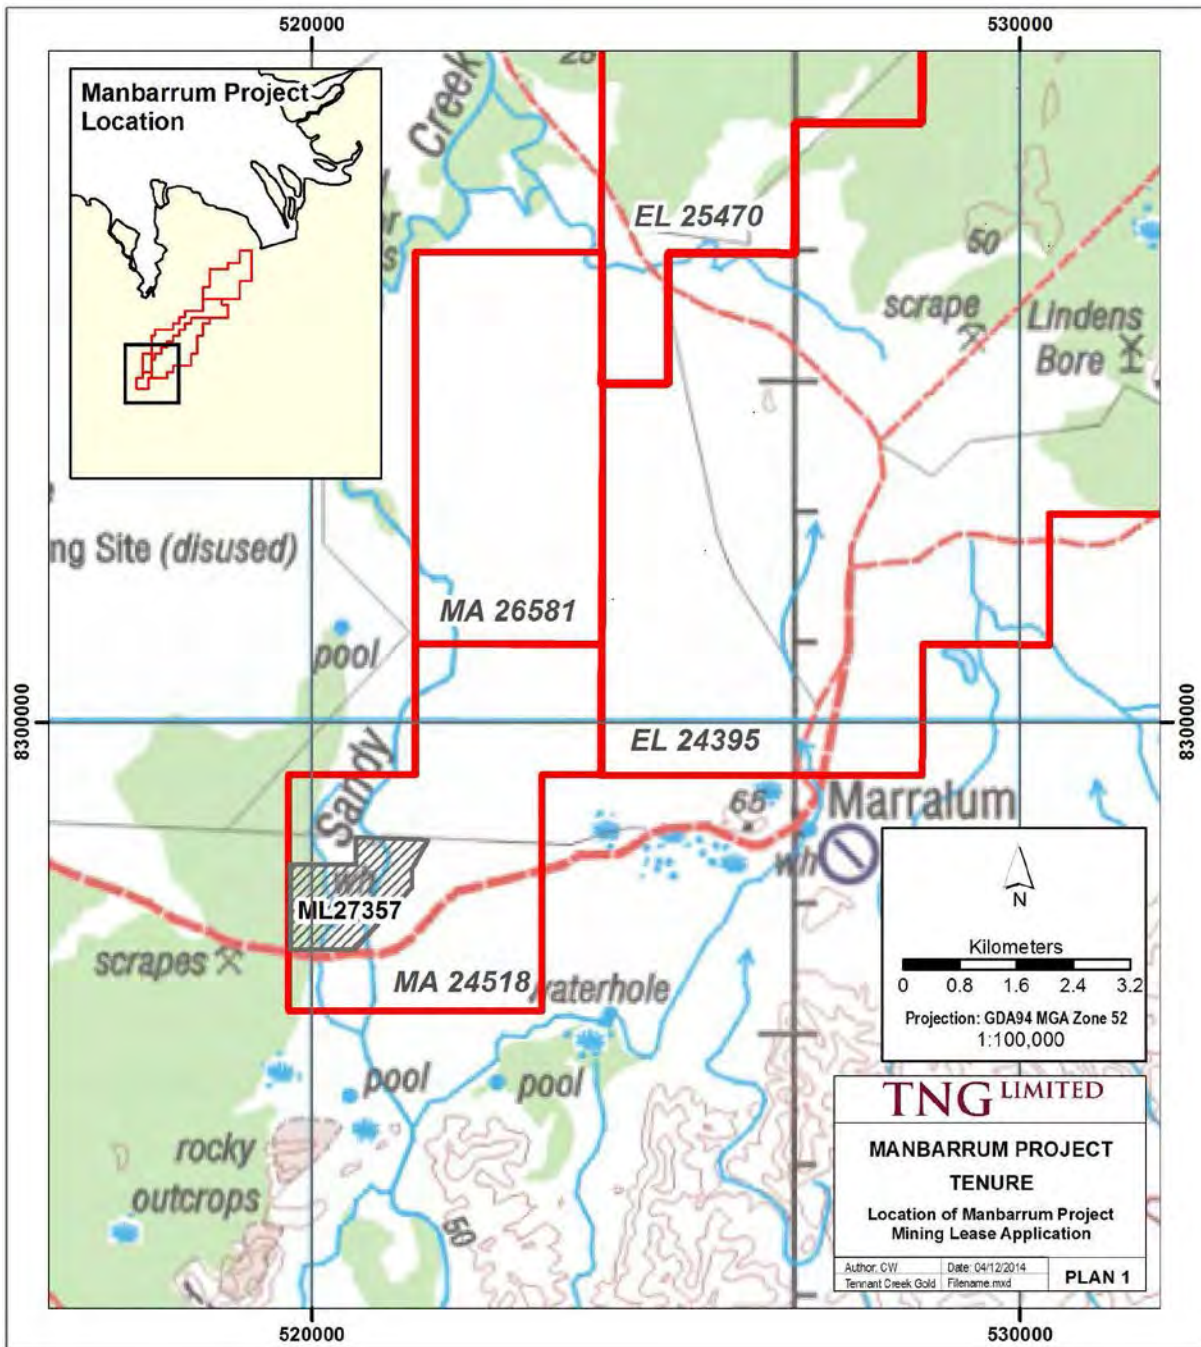 520000
530000
Manbarrum Project
Location
Creek
EL 25470
50
scrape
Lindens
Bore
ng Site (disused)
MA 26581
pool
8300000
8300000
EL 24395
Sandy
65
Marralum
wh
wh
ML27357
scrapes
MA 24518
waterhole
N
Kilometers
0 0.8 1.6 2.4 3.2
Projection: GDA94 MGA Zone 52
1:100,000
pool
pool
rocky
outcrops
50
TNG LIMITED
MANBARRUM PROJECT
TENURE
Location of Manbarrum Project
Mining Lease Application
Author: CW Date: 04/12/2014
Tennant Creek Gold Filename.mxd
PLAN 1
520000
530000